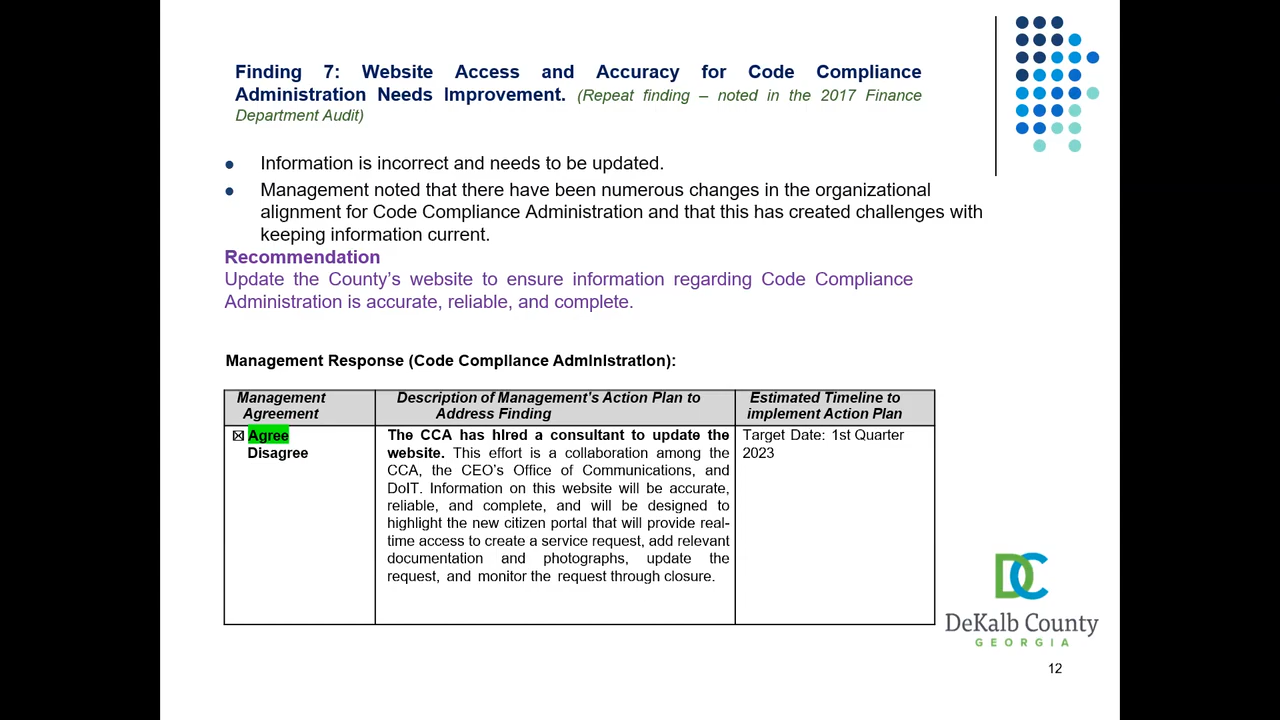 Finding 7: Website Access and Accuracy for Code Compliance
Administration Needs Improvement. (Repeat finding – noted in the 2017 Finance
Department Audit)
● Information is incorrect and needs to be updated.
● Management noted that there have been numerous changes in the organizational
alignment for Code Compliance Administration and that this has created challenges with
keeping information current.
Recommendation
Update the County's website to ensure information regarding Code Compliance
Administration is accurate, reliable, and complete.
Management Response (Code Compliance Administration):
Management
Agreement
Description of Management's Action Plan to
Address Finding
Estimated Timeline to
implement Action Plan
☒ Agree
Disagree
The CCA has hired a consultant to update the
website. This effort is a collaboration among the
CCA, the CEO's Office of Communications, and
DoIT. Information on this website will be accurate,
reliable, and complete, and will be designed to
highlight the new citizen portal that will provide real-
time access to create a service request, add relevant
documentation and photographs, update the
request, and monitor the request through closure.
Target Date: 1st Quarter
2023
DC
DeKalb County
GEORGIA
12